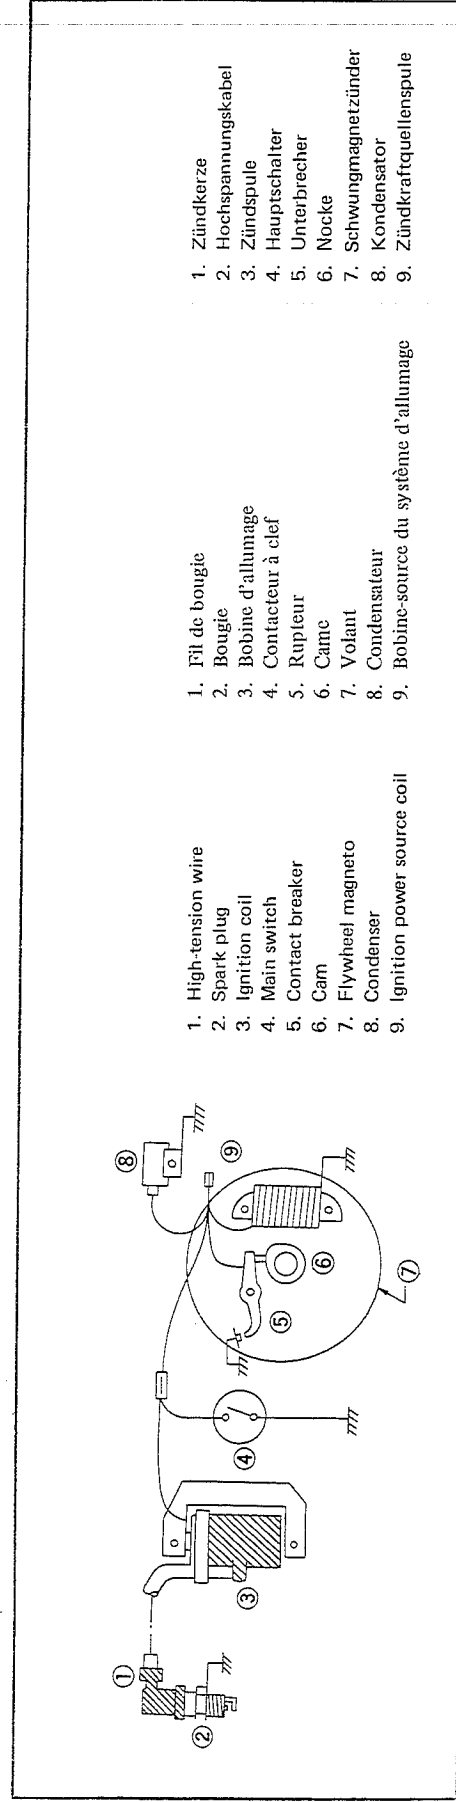 ①
②
③
④
⑤
⑥
⑦
⑧
⑨
1. High-tension wire
2. Spark plug
3. Ignition coil
4. Main switch
5. Contact breaker
6. Cam
7. Flywheel magneto
8. Condenser
9. Ignition power source coil
1. Fil de bougie
2. Bougie
3. Bobine d'allumage
4. Contacteur à clef
5. Rupteur
6. Came
7. Volant
8. Condensateur
9. Bobine-source du système d'allumage
1. Zündkerze
2. Hochspannungskabel
3. Zündspule
4. Hauptschalter
5. Unterbrecher
6. Nocke
7. Schwungmagnetzünder
8. Kondensator
9. Zündkraftquellenspule